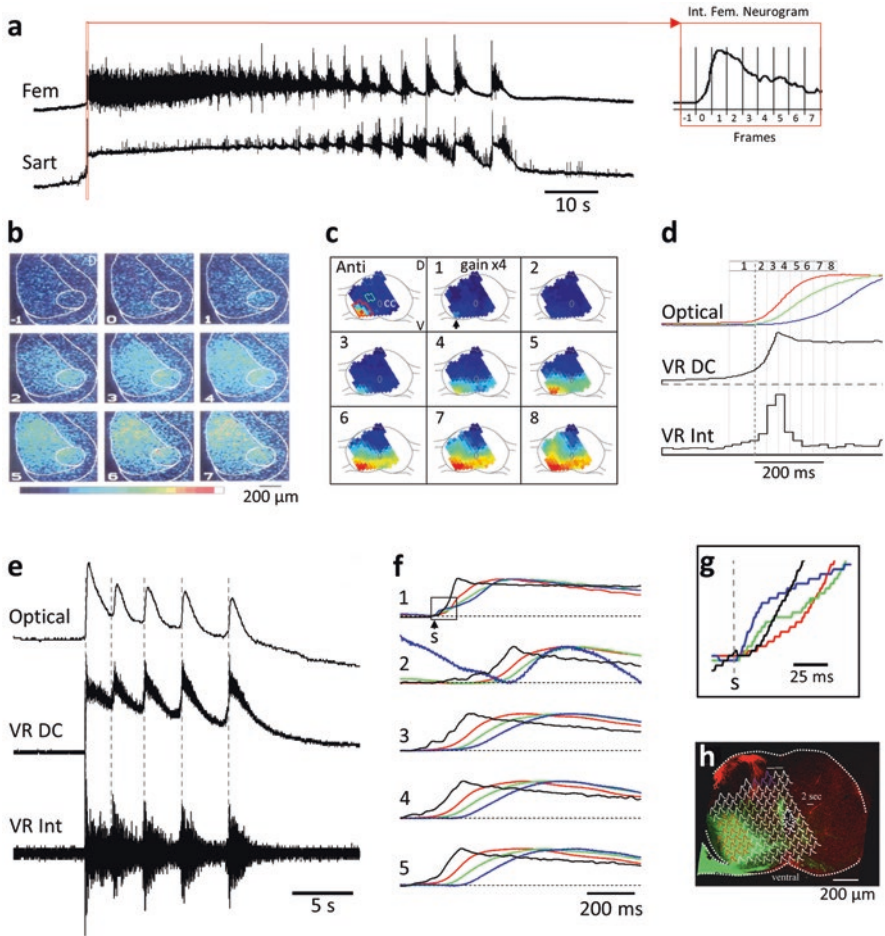 a
Int. Fem. Neurogram
Fem
Sart
10 s
-1 0 1 2 3 4 5 6 7
Frames
b
D
V
-1
0
1
2
3
4
5
6
7
200 µm
c
Anti
D
cc
V
1
gain x4
2
3
4
5
6
7
8
d
1 2 3 4 5 6 7 8
Optical
VR DC
VR Int
200 ms
e
Optical
VR DC
VR Int
5 s
f
1
S
2
3
4
5
200 ms
g
S
25 ms
h
2 sec
ventral
200 µm